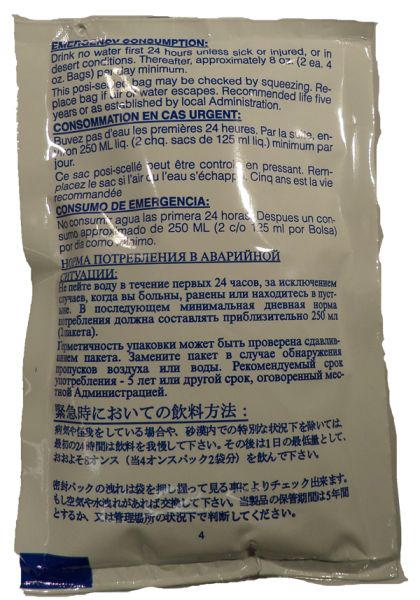 EMERGENCY CONSUMPTION:
Drink no water first 24 hours unless sick or injured, or in
desert conditions. Thereafter, approximately 8 oz. (2 ea. 4
oz. Bags) per day minimum.
This posi-sealed bag may be checked by squeezing. Re-
place bag if air or water escapes. Recommended life five
years or as established by local Administration.
CONSOMMATION EN CAS URGENT:
Buvez pas d'eau les premières 24 heures. Par la suite, en-
viron 250 ML liq. (2 chq. sacs de 125 ml liq.) minimum par
jour.
Ce sac posi-scellé peut être controlé en pressant. Rem-
placez le sac si l'air ou l'eau s'échappe. Cinq ans est la vie
recommandée
CONSUMO DE EMERGENCIA:
No consuma agua las primera 24 horas. Despues un con-
sumo approximado de 250 ML (2 c/o 125 ml por Bolsa)
por dia como minimo.
НОРМА ПОТРЕБЛЕНИЯ В АВАРИЙНОЙ
СИТУАЦИИ:
Не пейте воду в течение первых 24 часов, за исключением
случаев, когда вы больны, ранены или находитесь в пуст-
ыне. В последующем минимальная дневная норма
потребления должна составлять приблизительно 250 мл
(2 пакета).
Герметичность упаковки может быть проверена сдавлив-
анием пакета. Замените пакет в случае обнаружения
пропусков воздуха или воды. Рекомендуемый срок
употребления - 5 лет или другой срок, оговоренный мес-
тной Администрацией.
緊急時においての飲料方法：
病気や怪我をしている場合や、砂漠内での特別な状況下を除いては、
最初の24時間は飲料を我慢して下さい。その後は1日の最低量として、
おおよそ8オンス（当4オンスパック2袋分）を飲んで下さい。
密封パックの洩れは袋を押し握って見る事によりチェック出来ます。
もし空気や水洩れがあれば交換して下さい。当製品の保管期間は5年間
とするか、又は管理場所の状況下で判断してください。
4